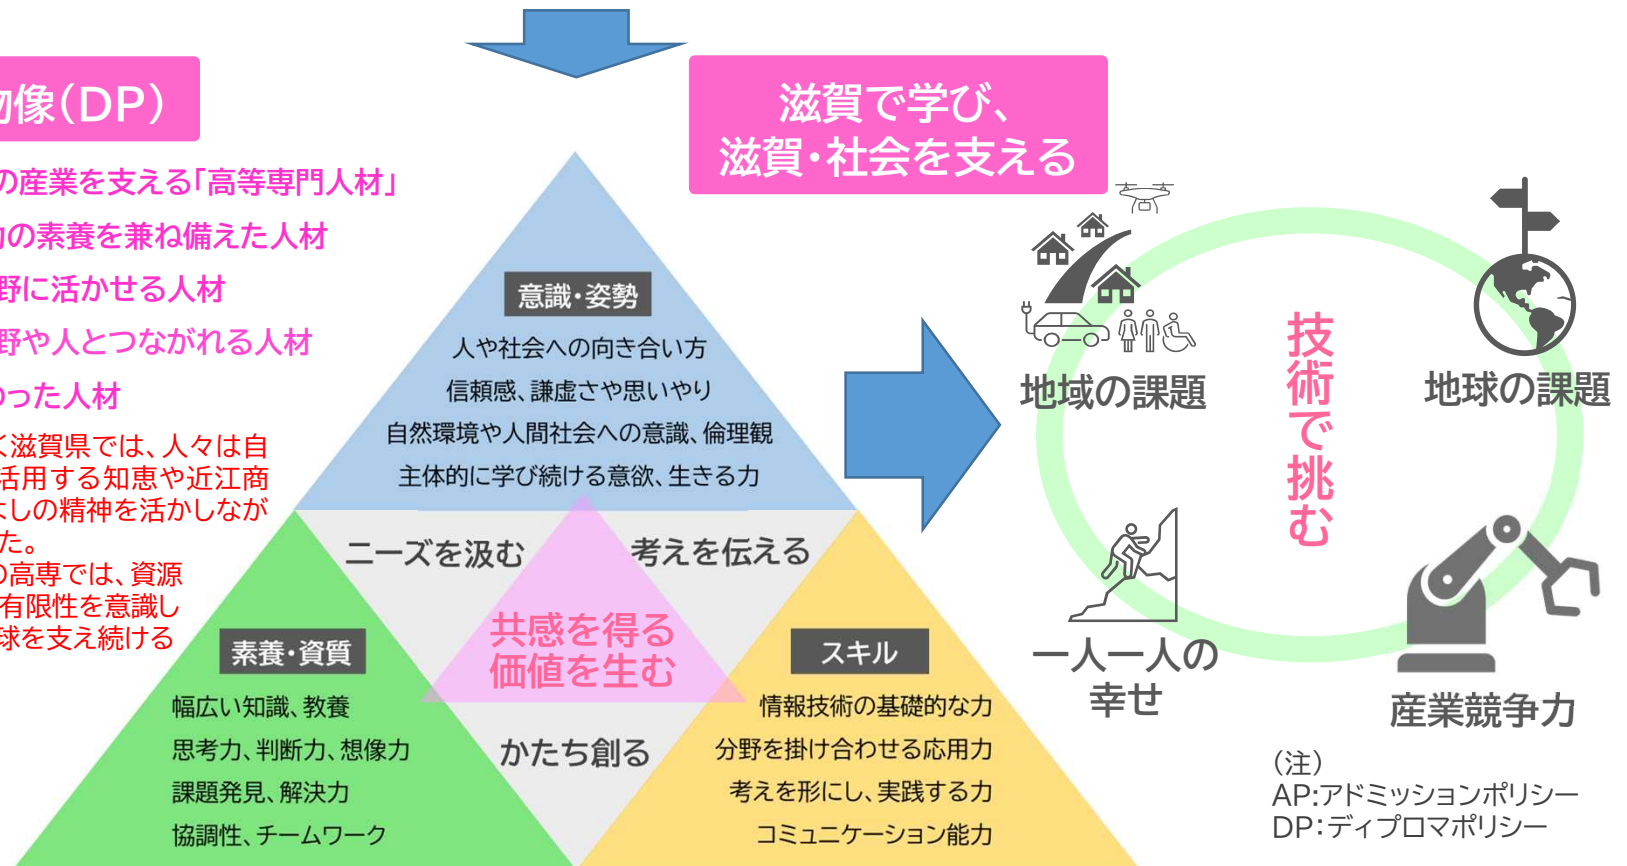 物像（DP）
の産業を支える「高等専門人材」
の素養を兼ね備えた人材
野に活かせる人材
野や人とつながれる人材
った人材
滋賀県では、人々は自
活用する知恵や近江商
よしの精神を活かしなが
た。
の高専では、資源
有限性を意識し
球を支え続ける
滋賀で学び、
滋賀・社会を支える
意識・姿勢
人や社会への向き合い方
信頼感、謙虚さや思いやり
自然環境や人間社会への意識、倫理観
主体的に学び続ける意欲、生きる力
ニーズを汲む
考えを伝える
共感を得る
価値を生む
かたち創る
素養・資質
幅広い知識、教養
思考力、判断力、想像力
課題発見、解決力
協調性、チームワーク
スキル
情報技術の基礎的な力
分野を掛け合わせる応用力
考えを形にし、実践する力
コミュニケーション能力
地域の課題
地球の課題
技術で挑む
一人一人の
幸せ
産業競争力
（注）
AP:アドミッションポリシー
DP：ディプロマポリシー